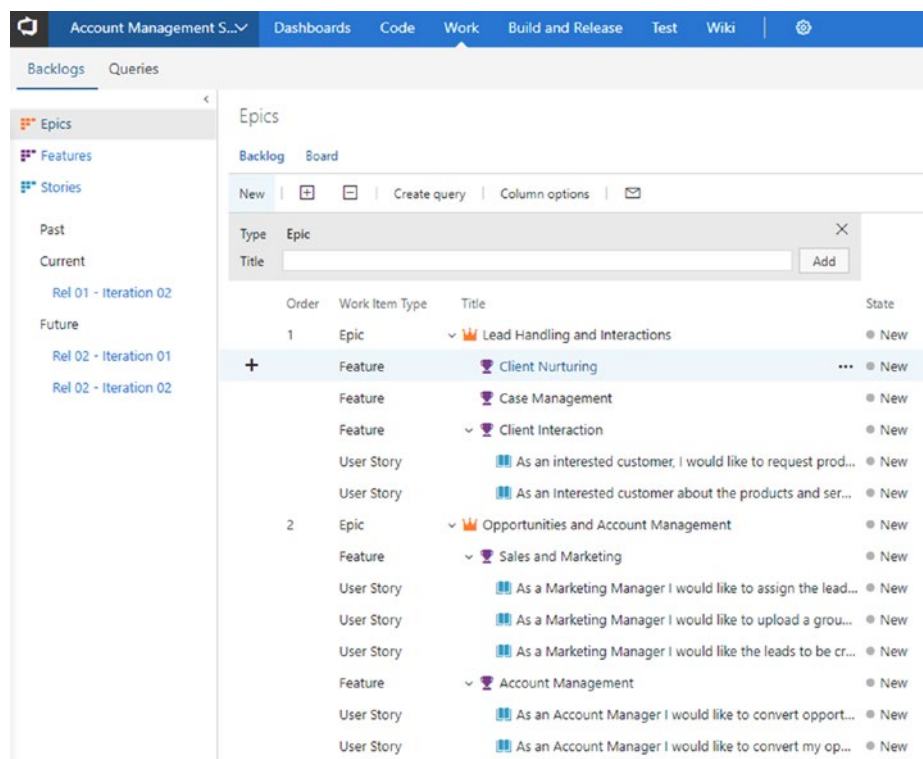 Account Management S... Dashboards Code Work Build and Release Test Wiki
Backlogs Queries
Epics
Features
Stories
Past
Current
Rel 01 - Iteration 02
Future
Rel 02 - Iteration 01
Rel 02 - Iteration 02
Epics
Backlog Board
New Create query Column options
Type Epic
Title Add
Order Work Item Type Title State
1 Epic Lead Handling and Interactions New
Feature Client Nurturing ... New
Feature Case Management New
Feature Client Interaction New
User Story As an interested customer, I would like to request prod... New
User Story As an Interested customer about the products and ser... New
2 Epic Opportunities and Account Management New
Feature Sales and Marketing New
User Story As a Marketing Manager I would like to assign the lead... New
User Story As a Marketing Manager I would like to upload a grou... New
User Story As a Marketing Manager I would like the leads to be cr... New
Feature Account Management New
User Story As an Account Manager I would like to convert opport... New
User Story As an Account Manager I would like to convert my op... New